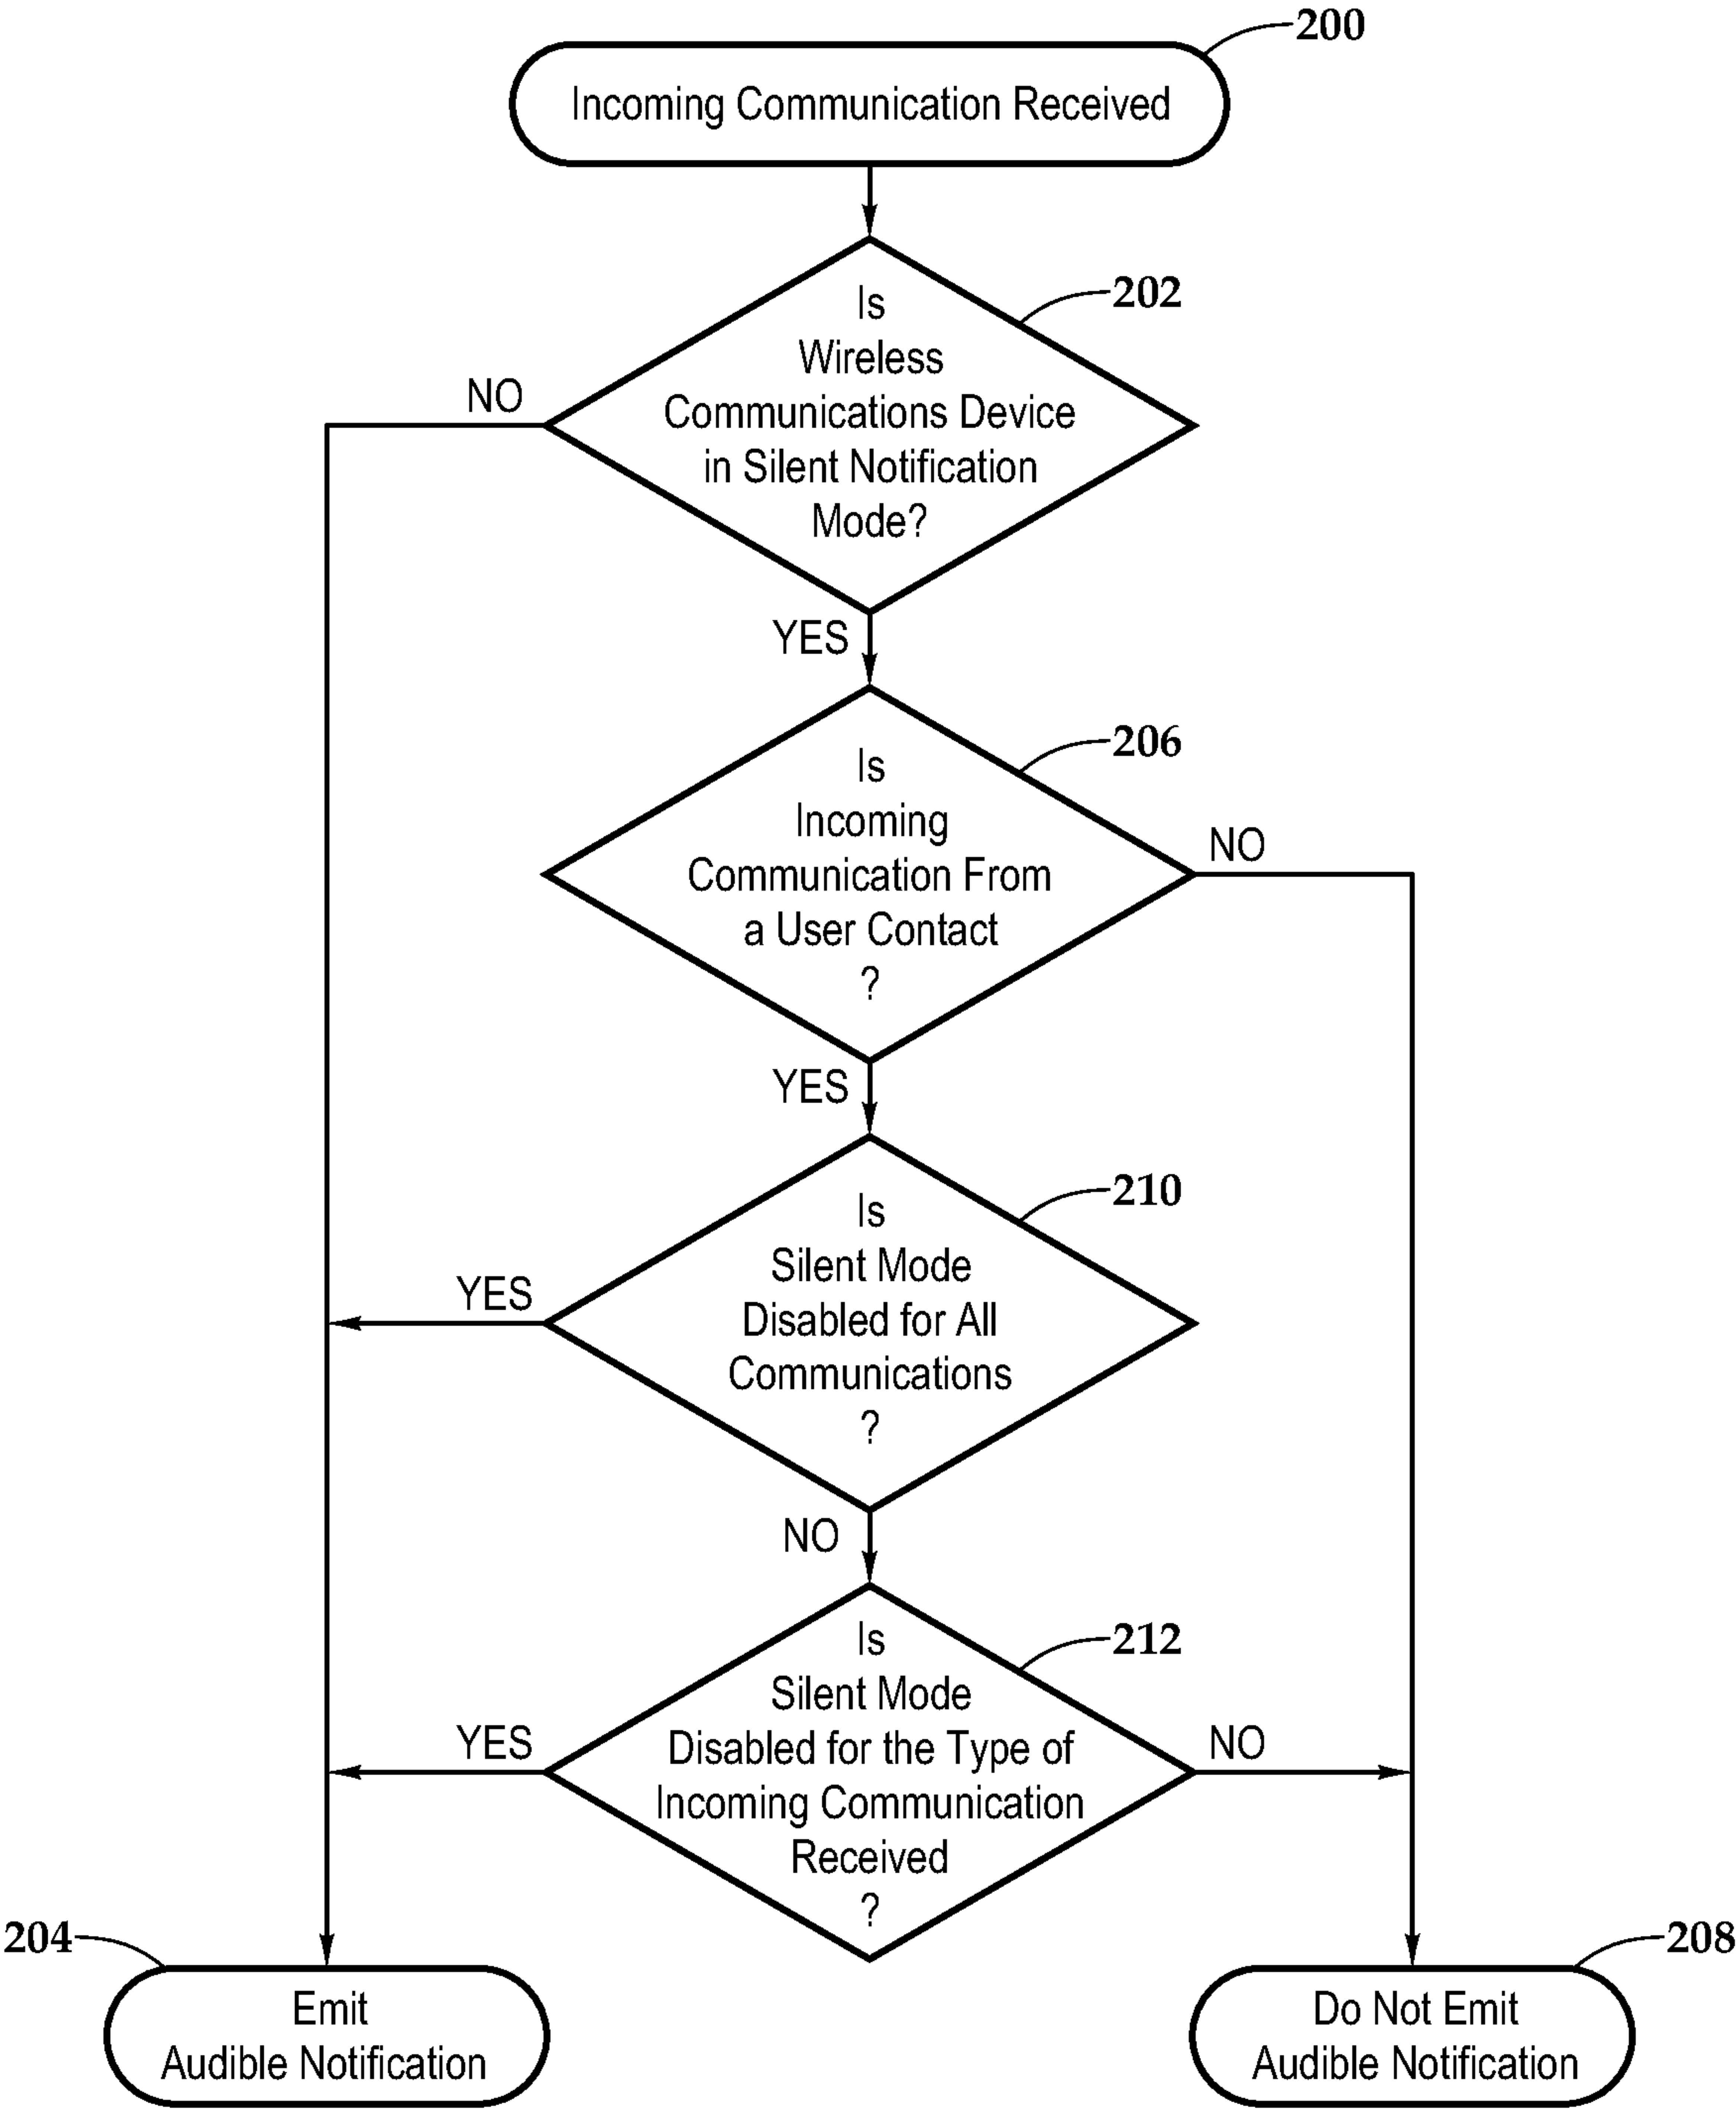 200
Incoming Communication Received
202
Is
Wireless
Communications Device
in Silent Notification
Mode?
NO
YES
206
Is
Incoming
Communication From
a User Contact
?
NO
YES
210
Is
Silent Mode
Disabled for All
Communications
?
YES
NO
212
Is
Silent Mode
Disabled for the Type of
Incoming Communication
Received
?
YES
NO
204
Emit
Audible Notification
208
Do Not Emit
Audible Notification